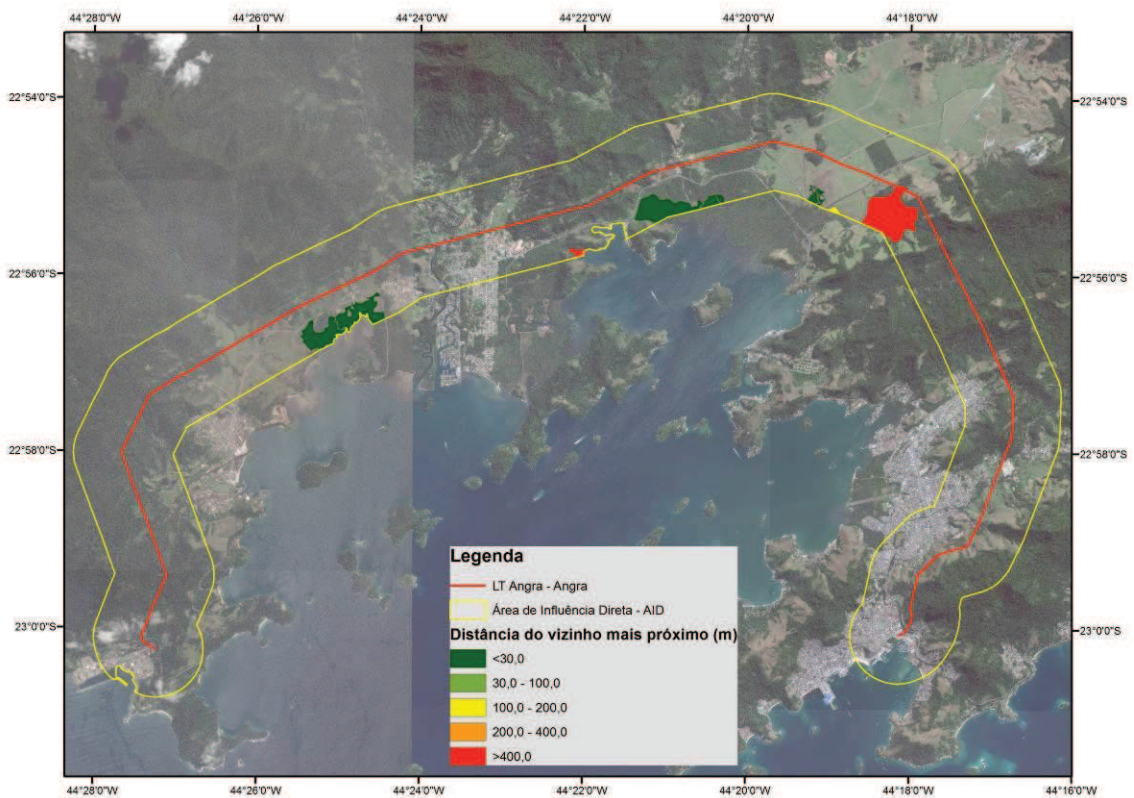 44°28'0"W 44°26'0"W 44°24'0"W 44°22'0"W 44°20'0"W 44°18'0"W
22°54'0"S 22°54'0"S
22°56'0"S 22°56'0"S
22°58'0"S 22°58'0"S
23°0'0"S 23°0'0"S
Legenda
LT Angra - Angra
Área de Influência Direta - AID
Distância do vizinho mais próximo (m)
<30,0
30,0 - 100,0
100,0 - 200,0
200,0 - 400,0
>400,0
44°28'0"W 44°26'0"W 44°24'0"W 44°22'0"W 44°20'0"W 44°18'0"W 44°16'0"W